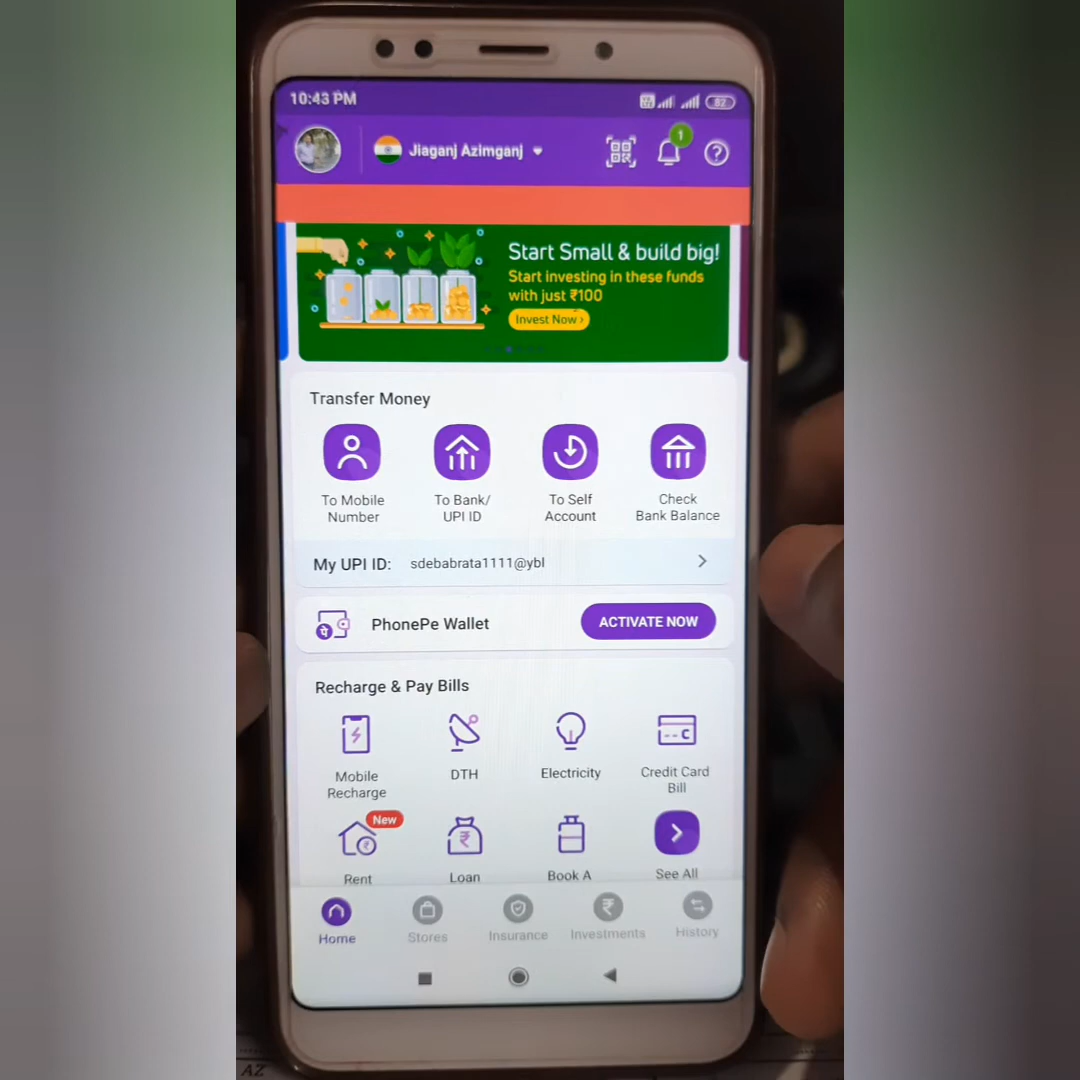 10:43 PM
82
Jiaganj Azimganj
1
Start Small & build big!
Start investing in these funds
with just ₹100
Invest Now ›
Transfer Money
To Mobile
Number
To Bank/
UPI ID
To Self
Account
Check
Bank Balance
My UPI ID: sdebabrata1111@ybl
पे
PhonePe Wallet
ACTIVATE NOW
Recharge & Pay Bills
Mobile
Recharge
DTH
Electricity
Credit Card
Bill
New
Rent
Loan
Book A
See All
Home
Stores
Insurance
Investments
History
AZ